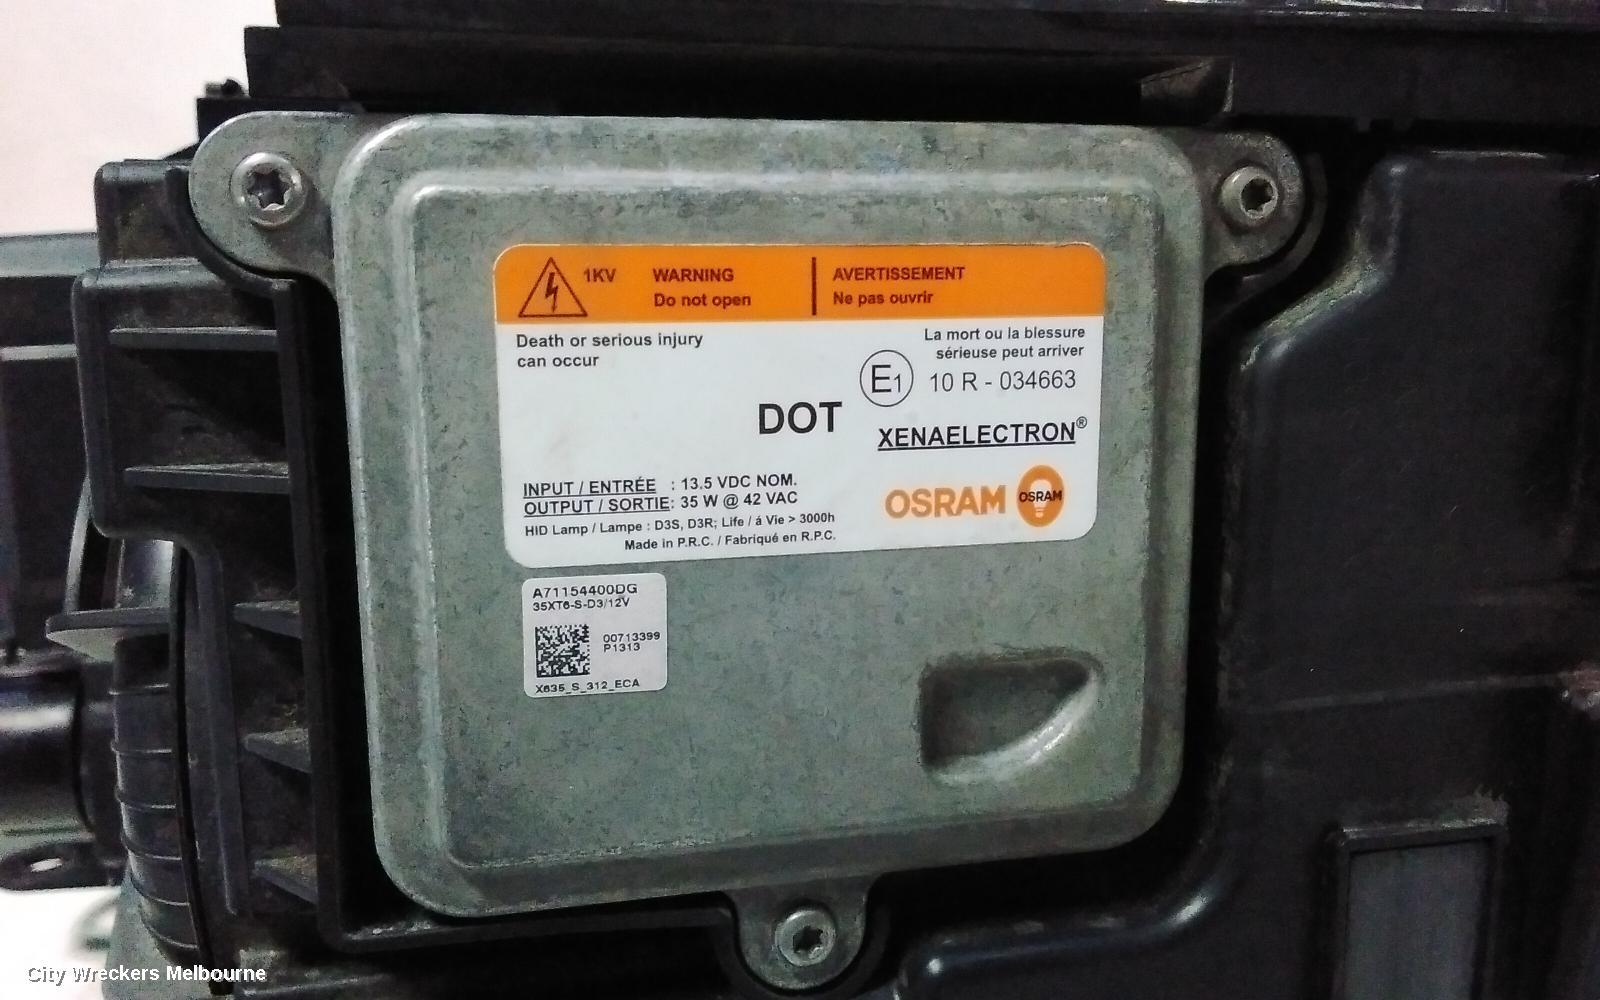 1KV WARNING AVERTISSEMENT
Do not open Ne pas ouvrir
Death or serious injury
can occur
La mort ou la blessure
sérieuse peut arriver
E1 10 R - 034663
DOT
XENAELECTRON®
INPUT / ENTRÉE : 13.5 VDC NOM.
OUTPUT / SORTIE: 35 W @ 42 VAC
HID Lamp / Lampe : D3S, D3R; Life / á Vie > 3000h
Made in P.R.C. / Fabriqué en R.P.C.
OSRAM OSRAM
A71154400DG
35XT6-S-D3/12V
00713399
P1313
X635_S_312_ECA
City Wreckers Melbourne